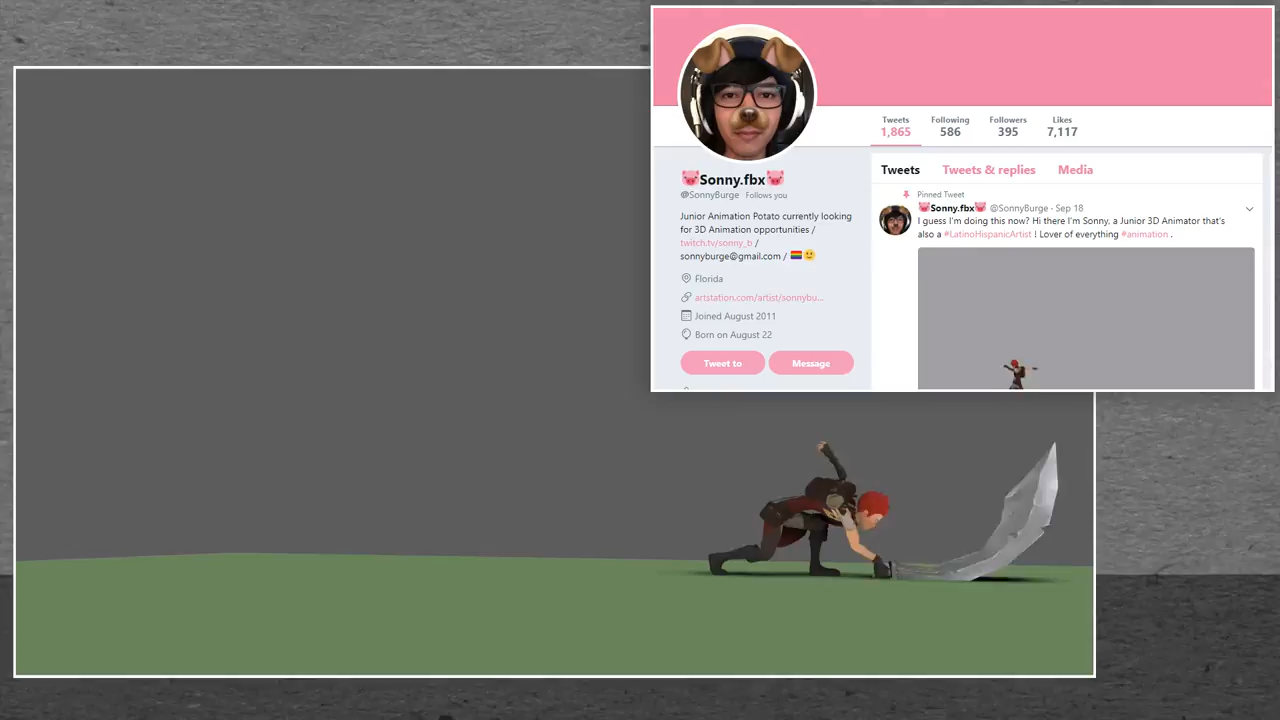 Tweets
1,865
Following
586
Followers
395
Likes
7,117
🐷Sonny.fbx🐷
@SonnyBurge Follows you
Junior Animation Potato currently looking
for 3D Animation opportunities /
twitch.tv/sonny_b /
sonnyburge@gmail.com / 🏳️‍🌈🙂
Florida
artstation.com/artist/sonnybu...
Joined August 2011
Born on August 22
Tweet to
Message
Tweets
Tweets & replies
Media
Pinned Tweet
🐷Sonny.fbx🐷 @SonnyBurge · Sep 18
I guess I'm doing this now? Hi there I'm Sonny, a Junior 3D Animator that's
also a #LatinoHispanicArtist ! Lover of everything #animation .